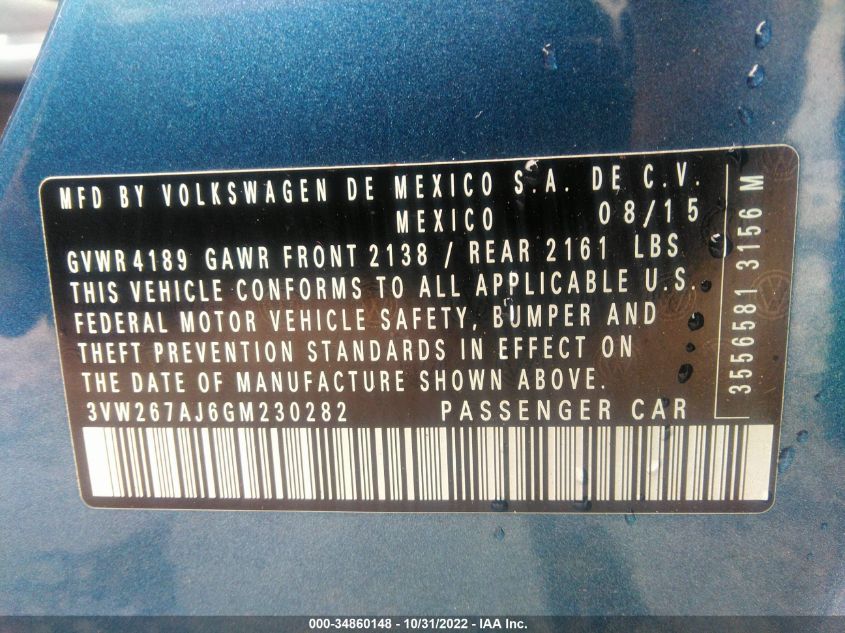 MFD BY VOLKSWAGEN DE MEXICO S.A. DE C.V.
MEXICO 08/15
GVWR 4189 GAWR FRONT 2138 / REAR 2161 LBS
THIS VEHICLE CONFORMS TO ALL APPLICABLE U.S.
FEDERAL MOTOR VEHICLE SAFETY, BUMPER AND
THEFT PREVENTION STANDARDS IN EFFECT ON
THE DATE OF MANUFACTURE SHOWN ABOVE.
3VW267AJ6GM230282 PASSENGER CAR
3556581 3156 M
000-34860148 - 10/31/2022 - IAA Inc.